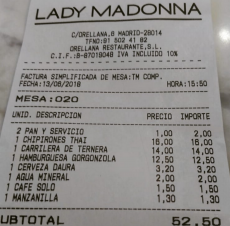 LADY MADONNA
C/ORELLANA,6 MADRID-28014
TFNO:91 502 41 82
ORELLANA RESTAURANTE,S.L.
C.I.F.:B-87019048 IVA INCLUIDO 10%
FACTURA SIMPLIFICADA DE MESA:TM COMP.
FECHA:13/06/2018 HORA:15:50
MESA:020
UNID. DESCRIPCION PRECIO IMPORTE
2 PAN Y SERVICIO 1,00 2,00
1 CHIPIRONES THAI 16,00 16,00
1 CARRILERA DE TERNERA 14,00 14,00
1 HAMBURGUESA GORGONZOLA 12,50 12,50
1 CERVEZA DAURA 3,20 3,20
1 AGUA MINERAL 2,00 2,00
1 CAFE SOLO 1,50 1,50
1 MANZANILLA 1,30 1,30
SUBTOTAL 52,50